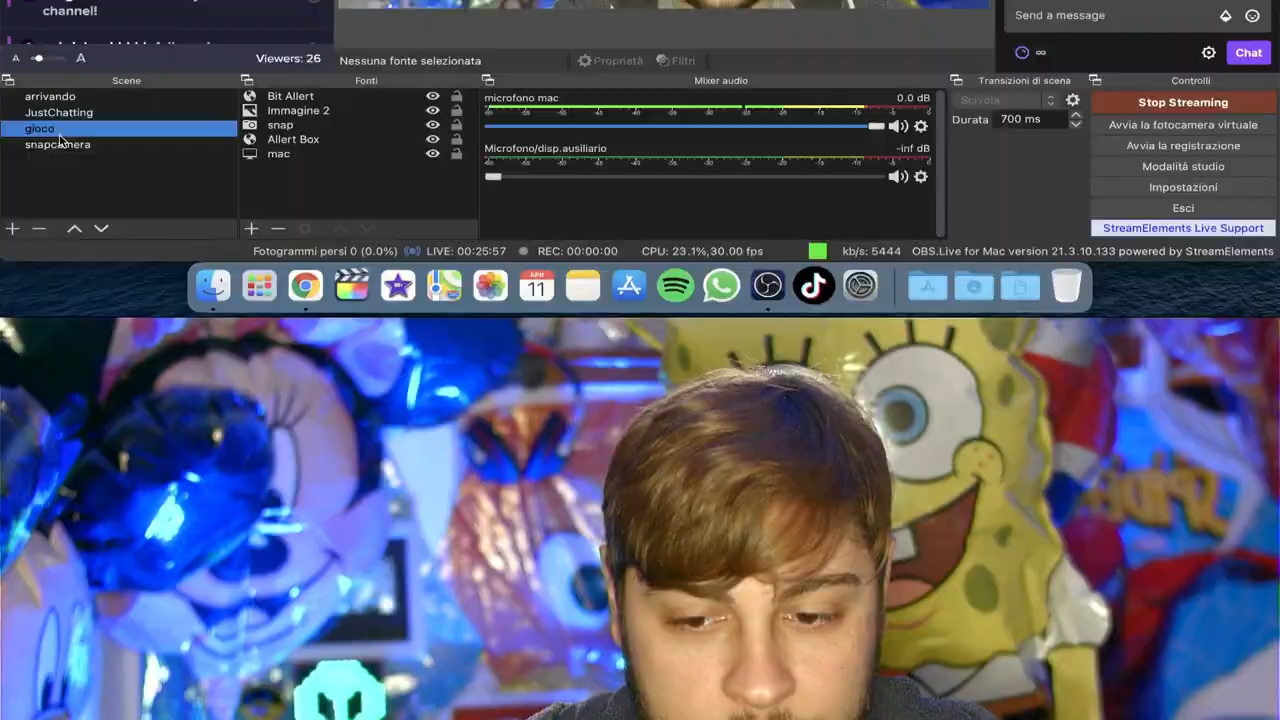 channel!
A A Viewers: 26
Nessuna fonte selezionata
Proprietà
Filtri
Send a message
Chat
Scene
arrivando
JustChatting
gioco
snapcamera
Fonti
Bit Allert
Immagine 2
snap
Allert Box
mac
Mixer audio
microfono mac 0.0 dB
Microfono/disp.ausiliario -inf dB
Transizioni di scena
Scivola
Durata 700 ms
Controlli
Stop Streaming
Avvia la fotocamera virtuale
Avvia la registrazione
Modalità studio
Impostazioni
Esci
StreamElements Live Support
Fotogrammi persi 0 (0.0%) LIVE: 00:25:57 REC: 00:00:00 CPU: 23.1%,30.00 fps kb/s: 5444 OBS.Live for Mac version 21.3.10.133 powered by StreamElements
APR
11